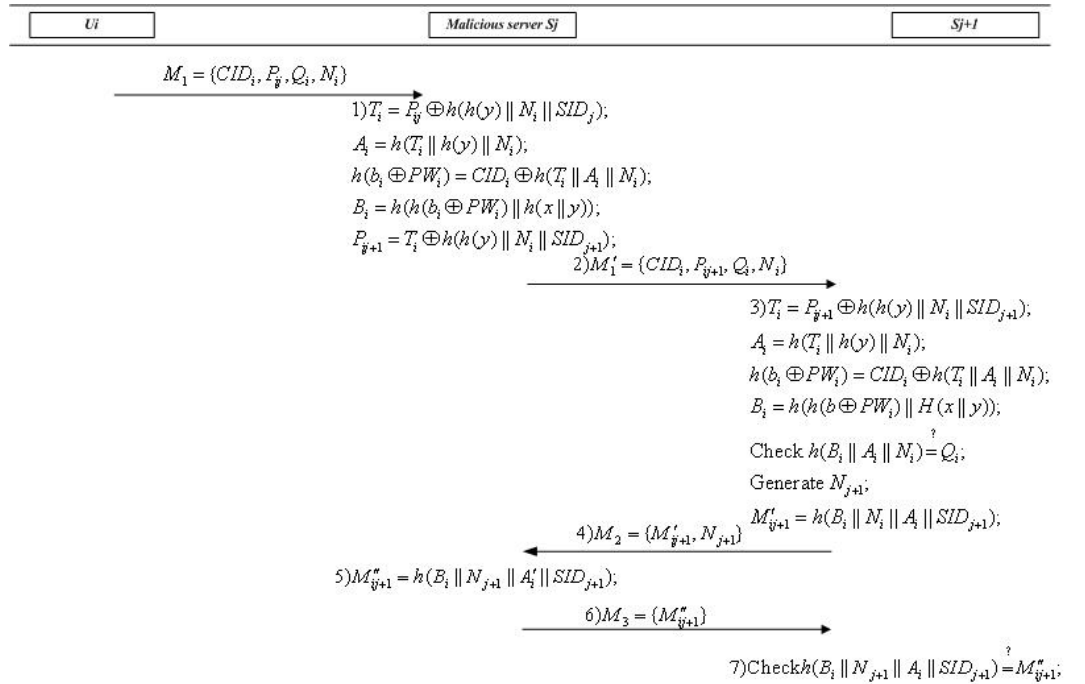 Ui Malicious server Sj Sj+1
M₁ = {CIDᵢ, Pᵢⱼ, Qᵢ, Nᵢ}
1)Tᵢ = Pᵢⱼ ⊕ h(h(y) || Nᵢ || SIDⱼ);
Aᵢ = h(Tᵢ || h(y) || Nᵢ);
h(bᵢ ⊕ PWᵢ) = CIDᵢ ⊕ h(Tᵢ || Aᵢ || Nᵢ);
Bᵢ = h(h(bᵢ ⊕ PWᵢ) || h(x || y));
Pᵢⱼ₊₁ = Tᵢ ⊕ h(h(y) || Nᵢ || SIDⱼ₊₁);
2)M₁′ = {CIDᵢ, Pᵢⱼ₊₁, Qᵢ, Nᵢ}
3)Tᵢ = Pᵢⱼ₊₁ ⊕ h(h(y) || Nᵢ || SIDⱼ₊₁);
Aᵢ = h(Tᵢ || h(y) || Nᵢ);
h(bᵢ ⊕ PWᵢ) = CIDᵢ ⊕ h(Tᵢ || Aᵢ || Nᵢ);
Bᵢ = h(h(b ⊕ PWᵢ) || H(x || y));
Check h(Bᵢ || Aᵢ || Nᵢ) ≟ Qᵢ;
Generate Nⱼ₊₁;
M′ᵢⱼ₊₁ = h(Bᵢ || Nᵢ || Aᵢ || SIDⱼ₊₁);
4)M₂ = {M′ᵢⱼ₊₁, Nⱼ₊₁}
5)M″ᵢⱼ₊₁ = h(Bᵢ || Nⱼ₊₁ || Aᵢ′ || SIDⱼ₊₁);
6)M₃ = {M″ᵢⱼ₊₁}
7)Checkh(Bᵢ || Nⱼ₊₁ || Aᵢ || SIDⱼ₊₁) ≟ M″ᵢⱼ₊₁;